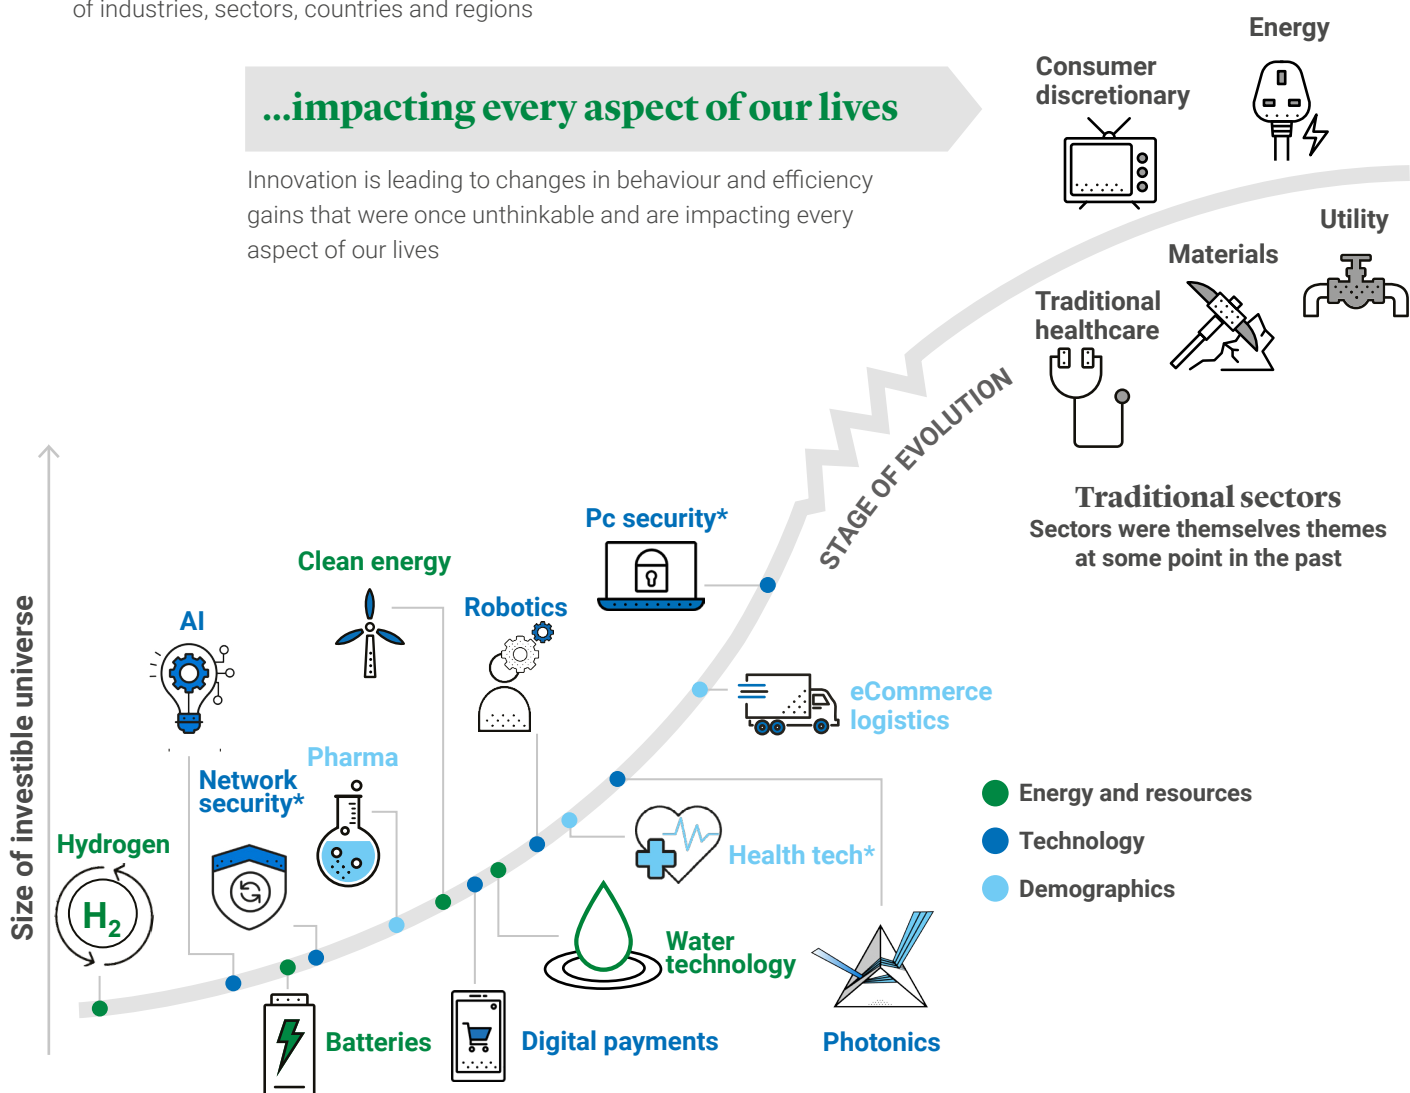 of industries, sectors, countries and regions
...impacting every aspect of our lives
Innovation is leading to changes in behaviour and efficiency
gains that were once unthinkable and are impacting every
aspect of our lives
Energy
Consumer
discretionary
Utility
Materials
Traditional
healthcare
STAGE OF EVOLUTION
Traditional sectors
Sectors were themselves themes
at some point in the past
Size of investible universe
Pc security*
Clean energy
Robotics
AI
eCommerce
logistics
Pharma
Network
security*
Hydrogen
H2
Health tech*
Water
technology
Batteries
Digital payments
Photonics
Energy and resources
Technology
Demographics